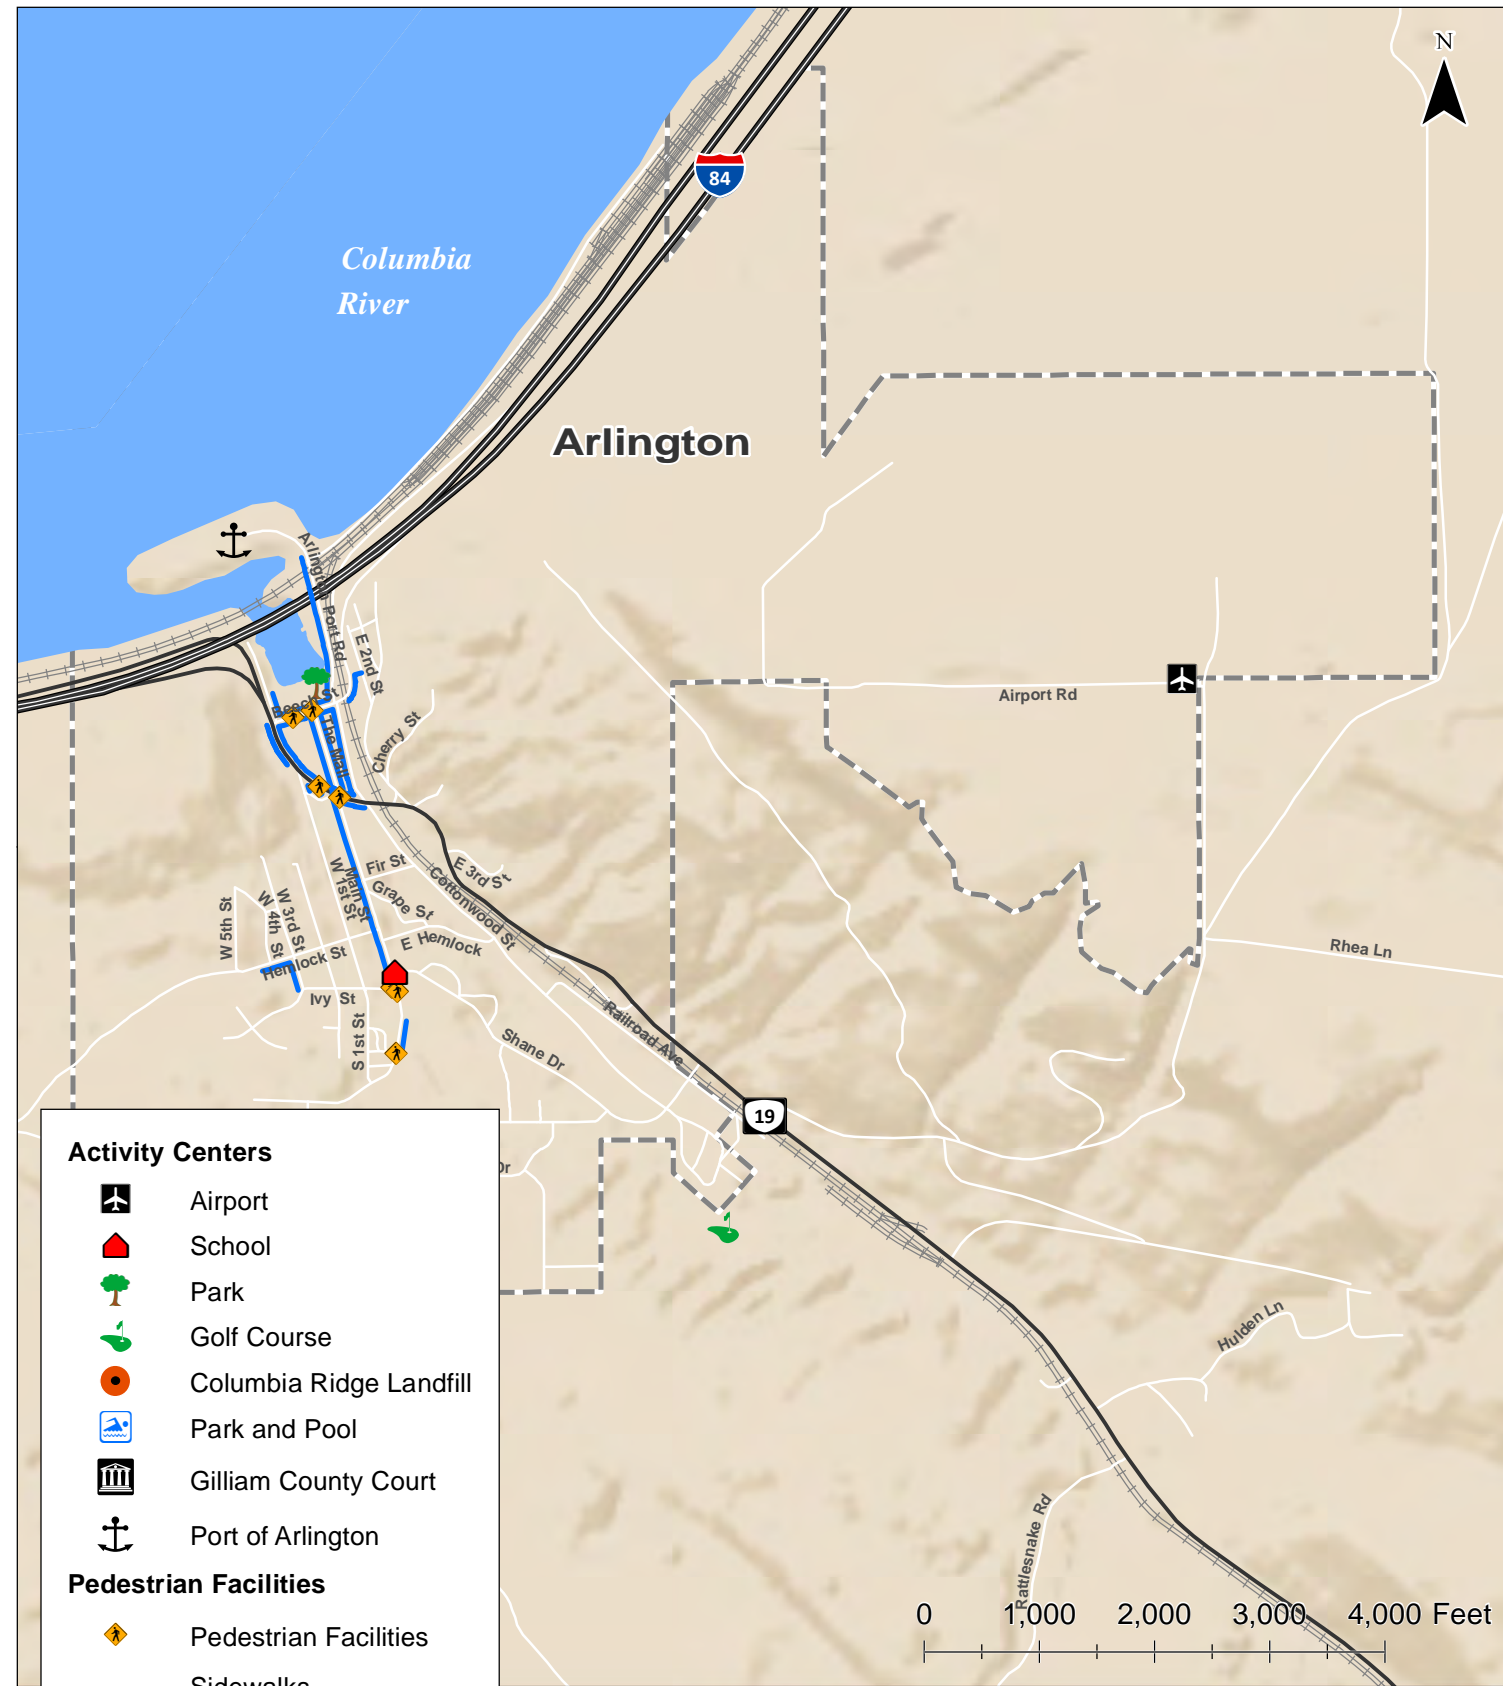 N
84
Columbia
River
Arlington
Arlington Port Rd
E 2nd St
Beech St
The Mall
Cherry St
Airport Rd
Fir St
E 3rd St
W 1st St
Main St
Grape St
Cottonwood St
W 5th St
W 4th St
W 3rd St
Hemlock St
E Hemlock
Rhea Ln
Ivy St
S 1st St
Shane Dr
Railroad Ave
19
Dr
Hulden Ln
Rattlesnake Rd
Activity Centers
Airport
School
Park
Golf Course
Columbia Ridge Landfill
Park and Pool
Gilliam County Court
Port of Arlington
Pedestrian Facilities
Pedestrian Facilities
Sidewalks
0 1,000 2,000 3,000 4,000 Feet